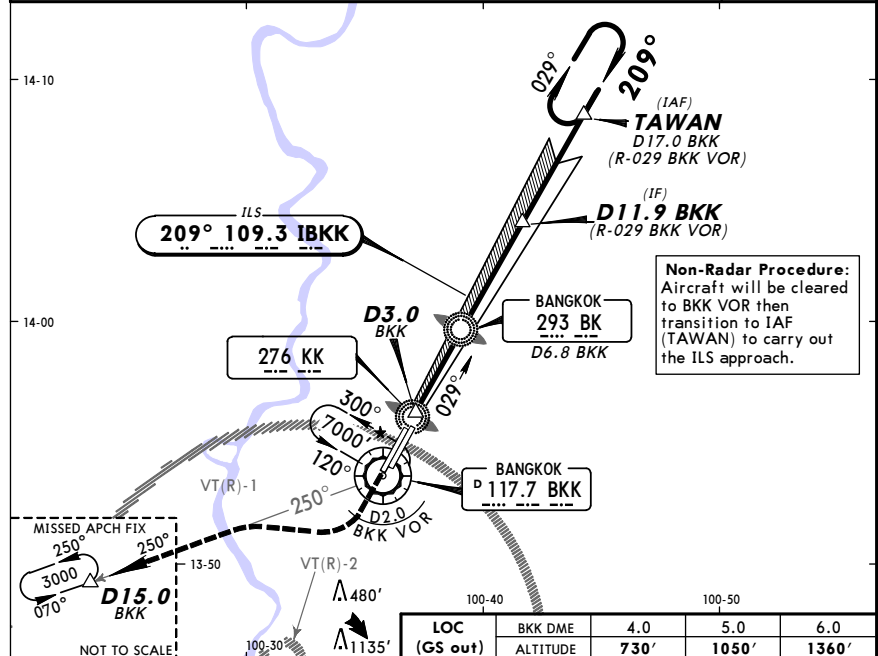 14-10
029°
209°
(IAF)
TAWAN
D17.0 BKK
(R-029 BKK VOR)
(IF)
D11.9 BKK
(R-029 BKK VOR)
ILS
209° 109.3 IBKK
Non-Radar Procedure:
Aircraft will be cleared
to BKK VOR then
transition to IAF
(TAWAN) to carry out
the ILS approach.
14-00
D3.0
BKK
BANGKOK
293 BK
D6.8 BKK
276 KK
029°
300°
7000'
120°
VT(R)-1
250°
BANGKOK
D 117.7 BKK
D2.0
BKK VOR
MISSED APCH FIX
250°
250°
3000
070°
D15.0
BKK
NOT TO SCALE
13-50
VT(R)-2
480'
1135'
100-30
100-40
100-50
LOC (GS out) BKK DME 4.0 5.0 6.0
ALTITUDE 730' 1050' 1360'